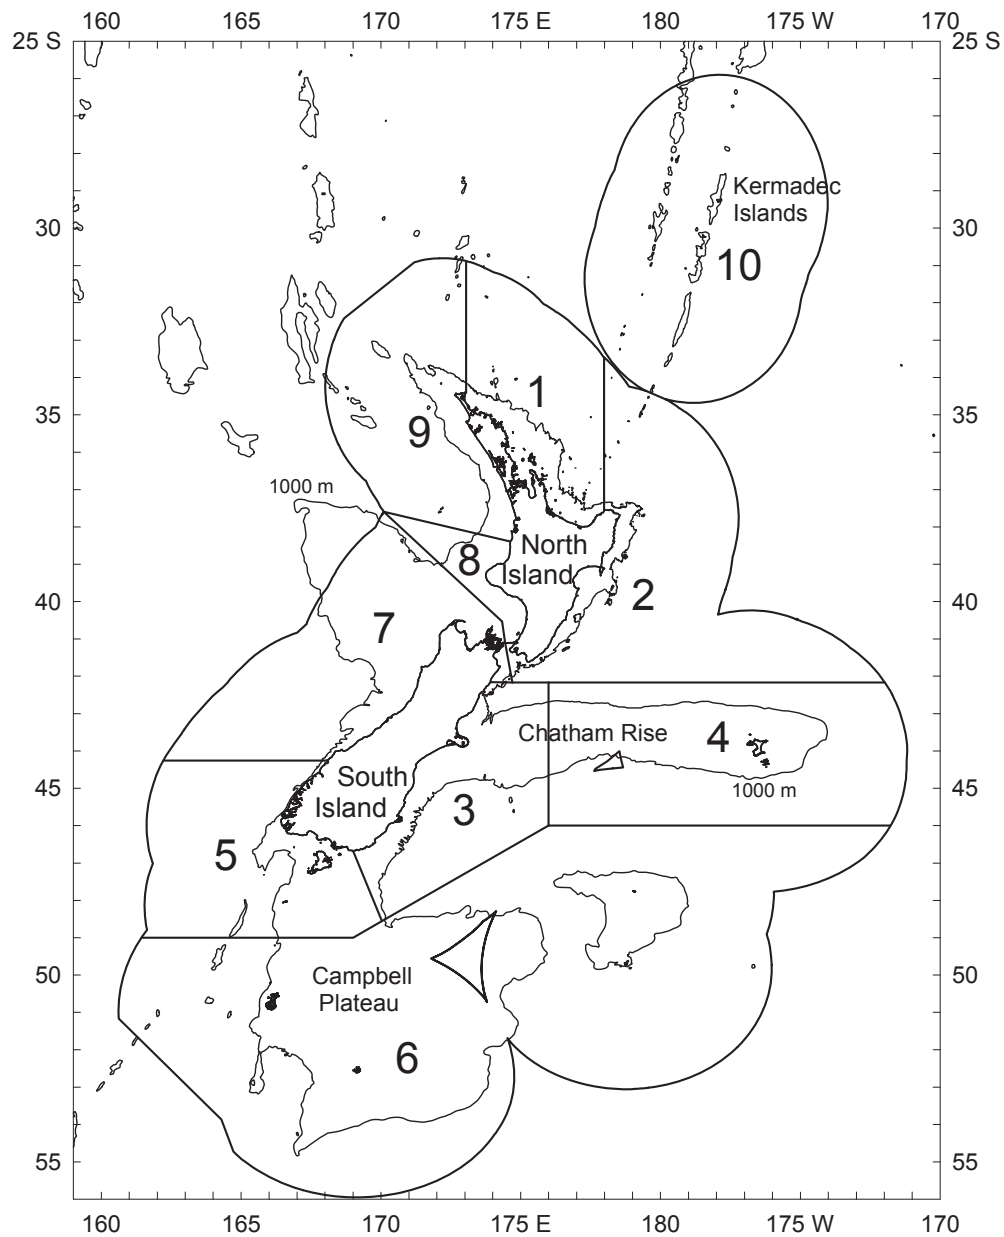 160 165 170 175 E 180 175 W 170
25 S 25 S
Kermadec
Islands
30 30
10
1
35 35
9
1000 m
North
8
Island
2
40 40
7
4
Chatham Rise
South
1000 m
45 45
Island
3
5
50 50
Campbell
Plateau
6
55 55
160 165 170 175 E 180 175 W 170